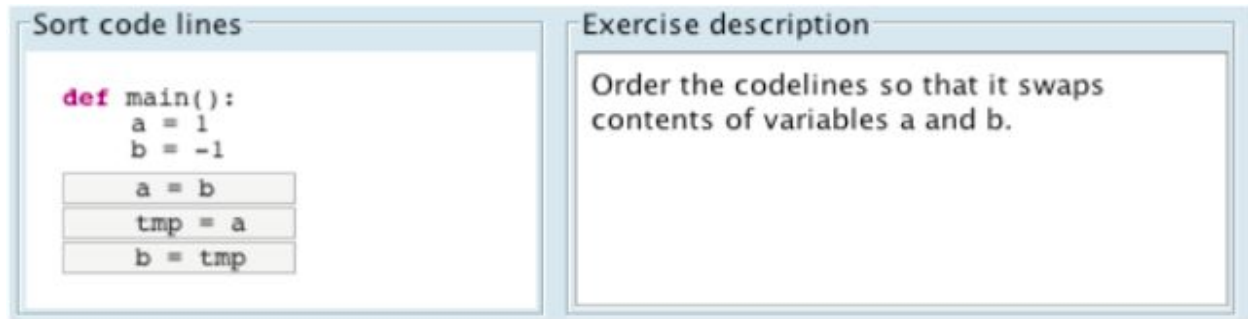 Sort code lines
def main():
a = 1
b = -1
a = b
tmp = a
b = tmp
Exercise description
Order the codelines so that it swaps
contents of variables a and b.